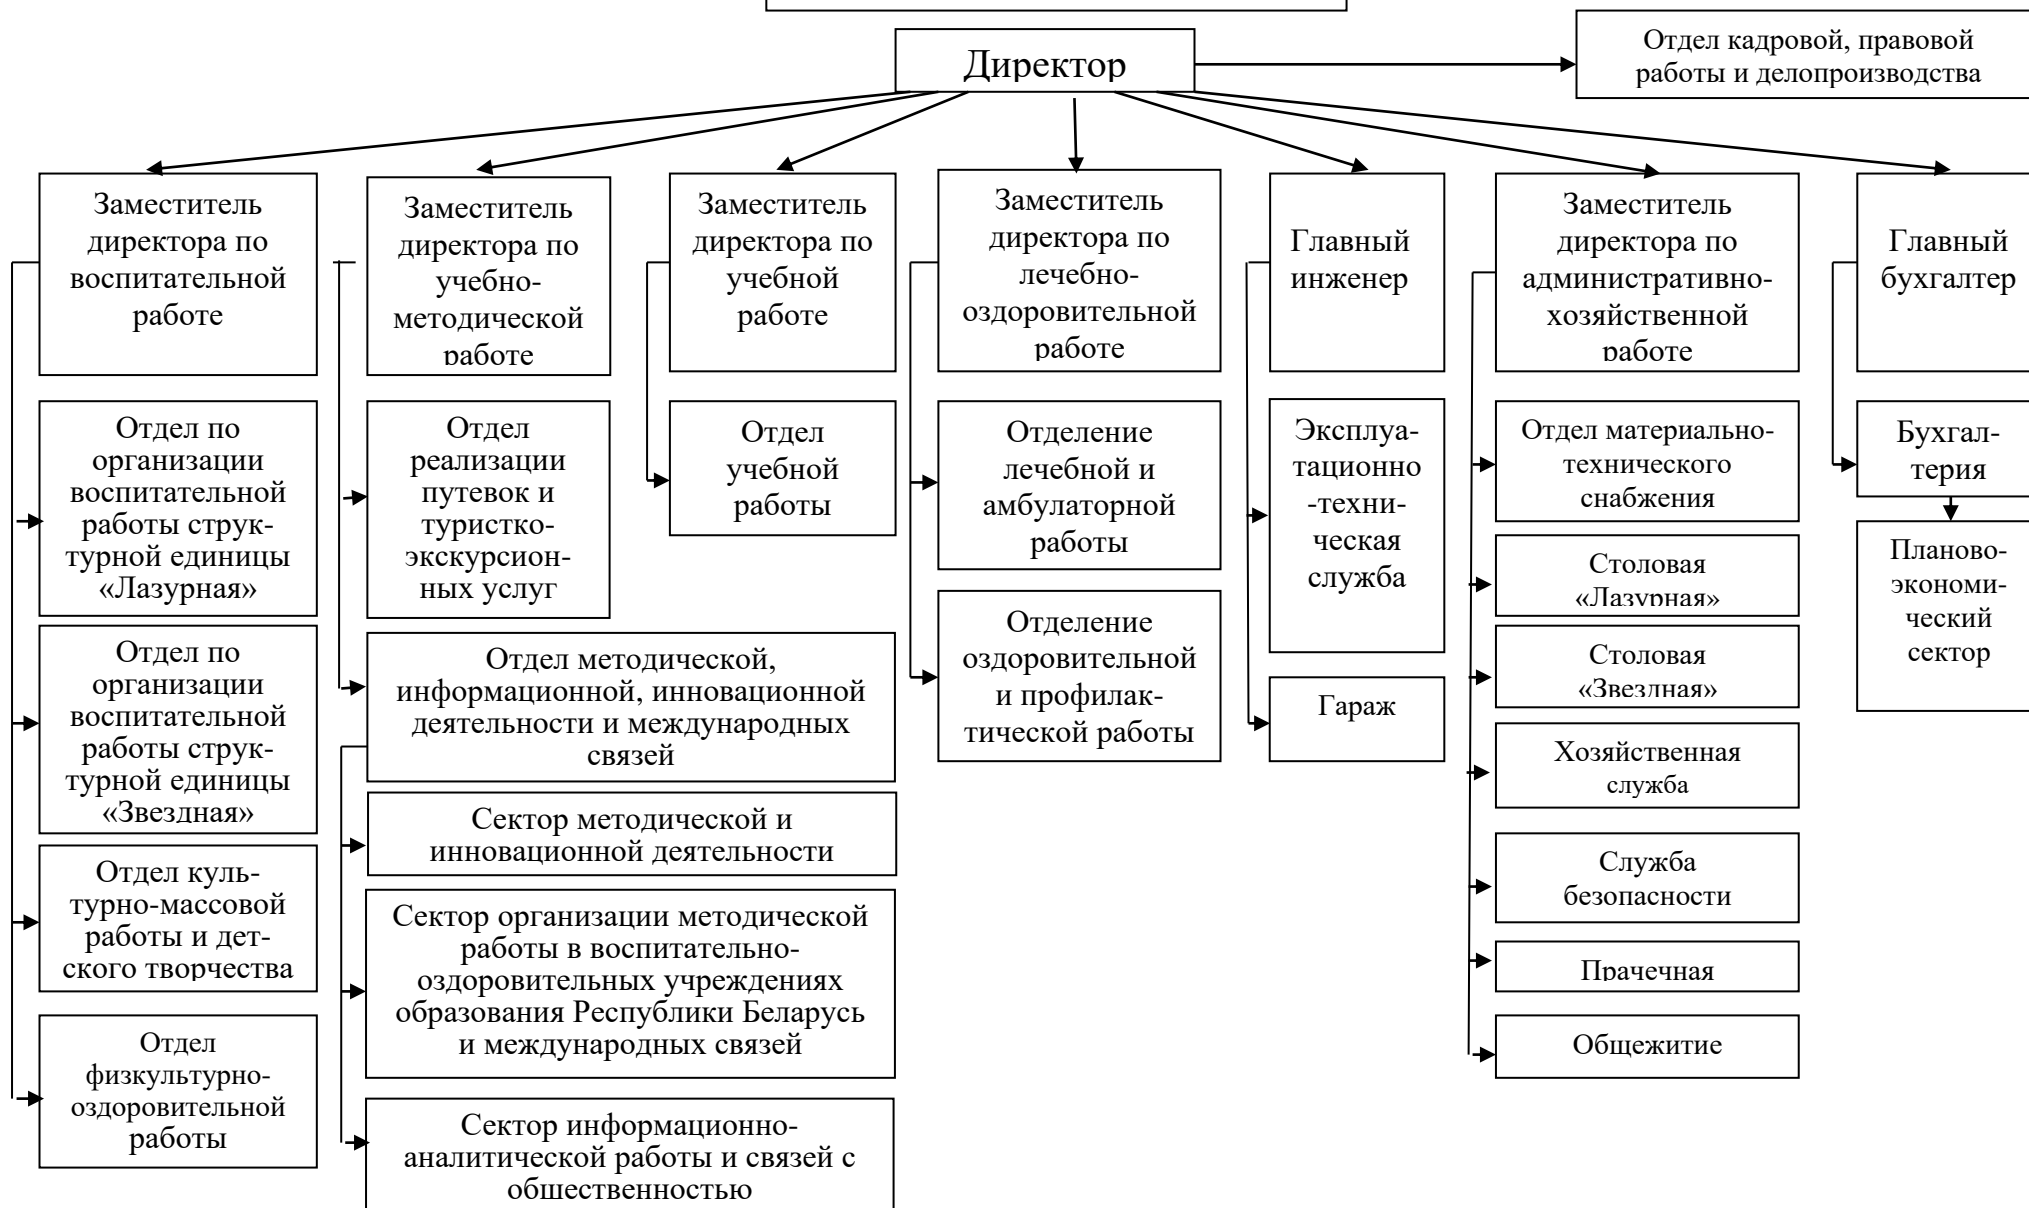 Директор
Отдел кадровой, правовой
работы и делопроизводства
Заместитель
директора по
воспитательной
работе
Заместитель
директора по
учебно-
методической
работе
Заместитель
директора по
учебной
работе
Заместитель
директора по
лечебно-
оздоровительной
работе
Главный
инженер
Заместитель
директора по
административно-
хозяйственной
работе
Главный
бухгалтер
Отдел по
организации
воспитательной
работы струк-
турной единицы
«Лазурная»
Отдел по
организации
воспитательной
работы струк-
турной единицы
«Звездная»
Отдел куль-
турно-массовой
работы и дет-
ского творчества
Отдел
физкультурно-
оздоровительной
работы
Отдел
реализации
путевок и
туристко-
экскурсион-
ных услуг
Отдел методической,
информационной, инновационной
деятельности и международных
связей
Сектор методической и
инновационной деятельности
Сектор организации методической
работы в воспитательно-
оздоровительных учреждениях
образования Республики Беларусь
и международных связей
Сектор информационно-
аналитической работы и связей с
общественностью
Отдел
учебной
работы
Отделение
лечебной и
амбулаторной
работы
Отделение
оздоровительной
и профилак-
тической работы
Эксплуа-
тационно
-техни-
ческая
служба
Гараж
Отдел материально-
технического
снабжения
Столовая
«Лазурная»
Столовая
«Звездная»
Хозяйственная
служба
Служба
безопасности
Прачечная
Общежитие
Бухгал-
терия
Планово-
экономи-
ческий
сектор